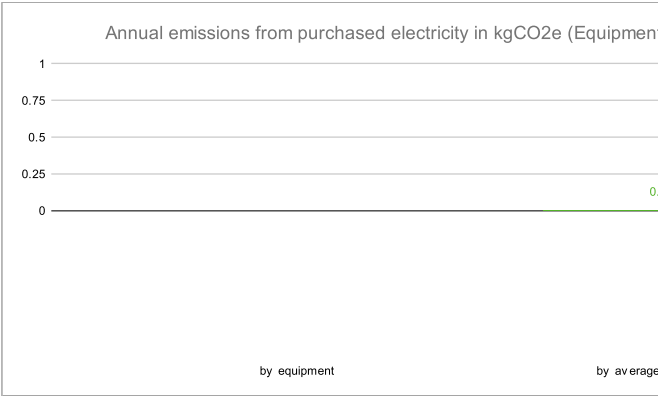 Annual emissions from purchased electricity in kgCO2e (Equipment
1
0.75
0.5
0.25
0.
0
by equipment
by average